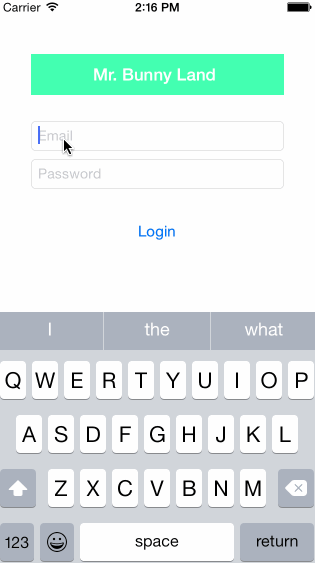 Carrier 2:16 PM
Mr. Bunny Land
Email
Password
Login
I the what
Q W E R T Y U I O P
A S D F G H J K L
Z X C V B N M
123 space return